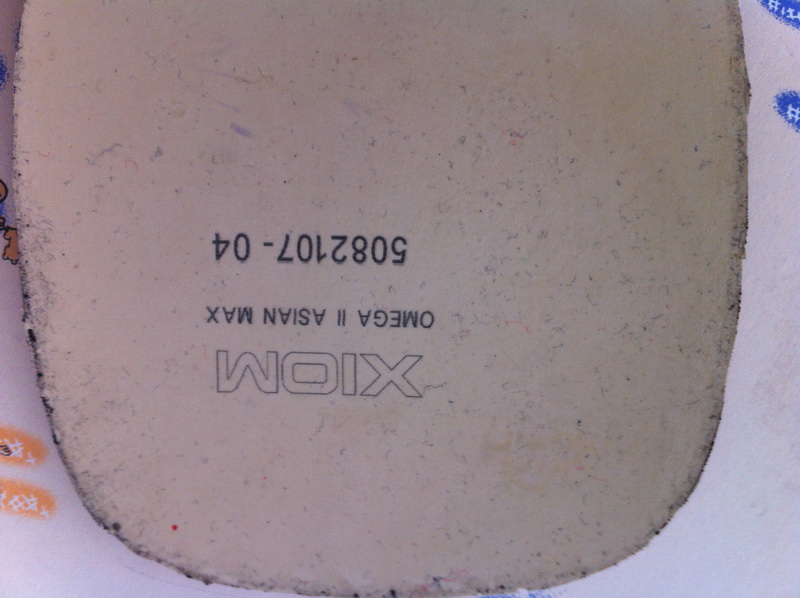 XIOM
OMEGA II ASIAN MAX
5082107-04